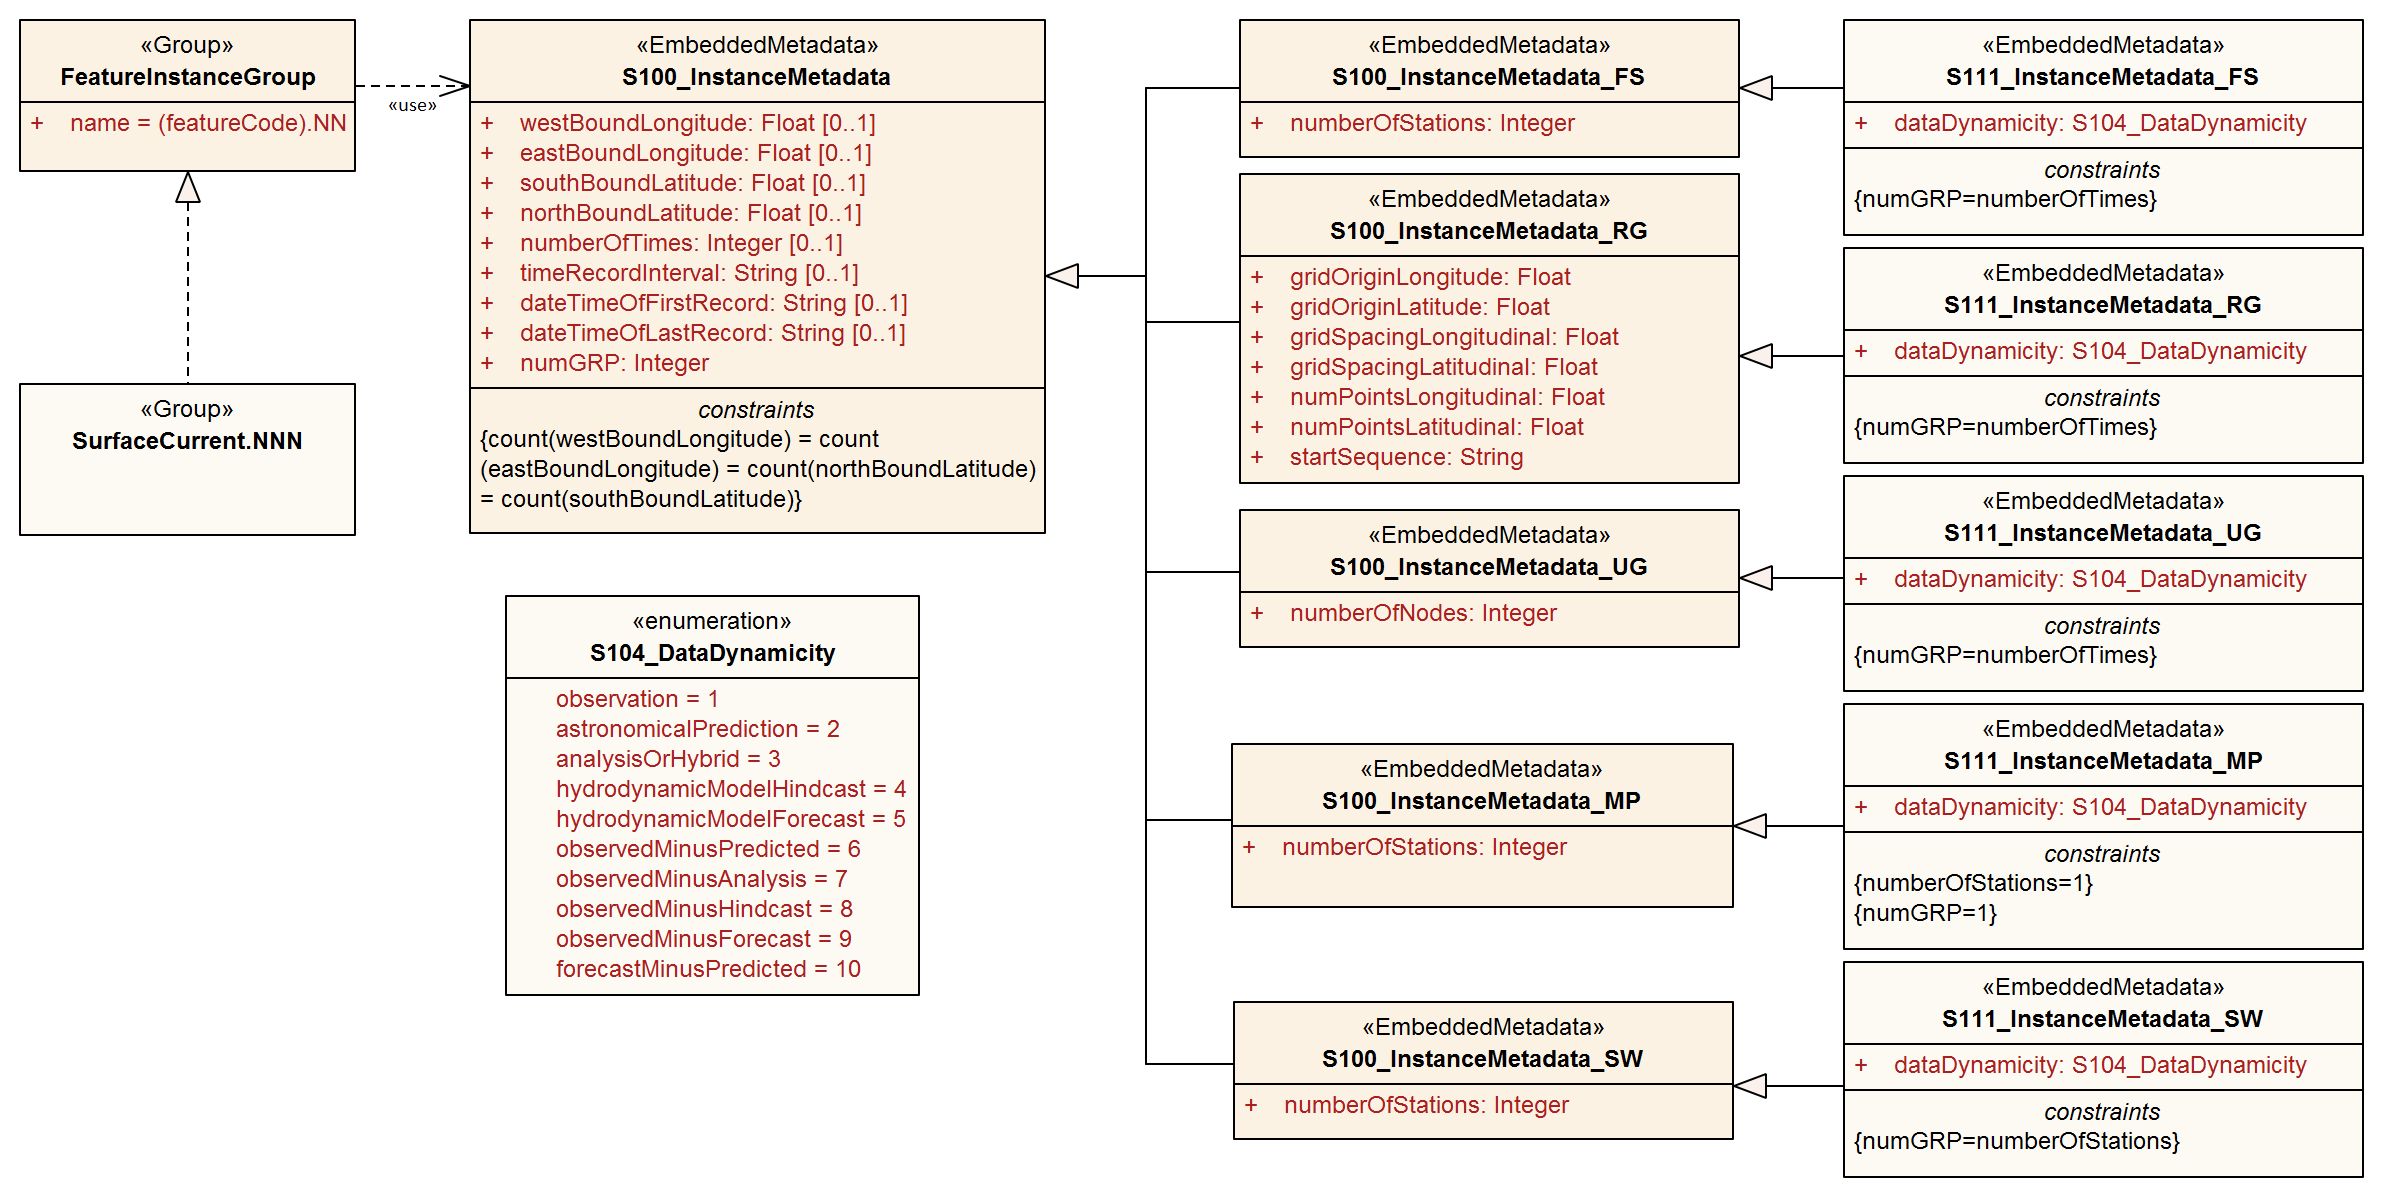 «Group»
FeatureInstanceGroup
+ name = (featureCode).NN
«use»
«Group»
SurfaceCurrent.NNN
«EmbeddedMetadata»
S100_InstanceMetadata
+ westBoundLongitude: Float [0..1]
+ eastBoundLongitude: Float [0..1]
+ southBoundLatitude: Float [0..1]
+ northBoundLatitude: Float [0..1]
+ numberOfTimes: Integer [0..1]
+ timeRecordInterval: String [0..1]
+ dateTimeOfFirstRecord: String [0..1]
+ dateTimeOfLastRecord: String [0..1]
+ numGRP: Integer
constraints
{count(westBoundLongitude) = count
(eastBoundLongitude) = count(northBoundLatitude)
= count(southBoundLatitude)}
«enumeration»
S104_DataDynamicity
observation = 1
astronomicalPrediction = 2
analysisOrHybrid = 3
hydrodynamicModelHindcast = 4
hydrodynamicModelForecast = 5
observedMinusPredicted = 6
observedMinusAnalysis = 7
observedMinusHindcast = 8
observedMinusForecast = 9
forecastMinusPredicted = 10
«EmbeddedMetadata»
S100_InstanceMetadata_FS
+ numberOfStations: Integer
«EmbeddedMetadata»
S100_InstanceMetadata_RG
+ gridOriginLongitude: Float
+ gridOriginLatitude: Float
+ gridSpacingLongitudinal: Float
+ gridSpacingLatitudinal: Float
+ numPointsLongitudinal: Float
+ numPointsLatitudinal: Float
+ startSequence: String
«EmbeddedMetadata»
S100_InstanceMetadata_UG
+ numberOfNodes: Integer
«EmbeddedMetadata»
S100_InstanceMetadata_MP
+ numberOfStations: Integer
«EmbeddedMetadata»
S100_InstanceMetadata_SW
+ numberOfStations: Integer
«EmbeddedMetadata»
S111_InstanceMetadata_FS
+ dataDynamicity: S104_DataDynamicity
constraints
{numGRP=numberOfTimes}
«EmbeddedMetadata»
S111_InstanceMetadata_RG
+ dataDynamicity: S104_DataDynamicity
constraints
{numGRP=numberOfTimes}
«EmbeddedMetadata»
S111_InstanceMetadata_UG
+ dataDynamicity: S104_DataDynamicity
constraints
{numGRP=numberOfTimes}
«EmbeddedMetadata»
S111_InstanceMetadata_MP
+ dataDynamicity: S104_DataDynamicity
constraints
{numberOfStations=1}
{numGRP=1}
«EmbeddedMetadata»
S111_InstanceMetadata_SW
+ dataDynamicity: S104_DataDynamicity
constraints
{numGRP=numberOfStations}